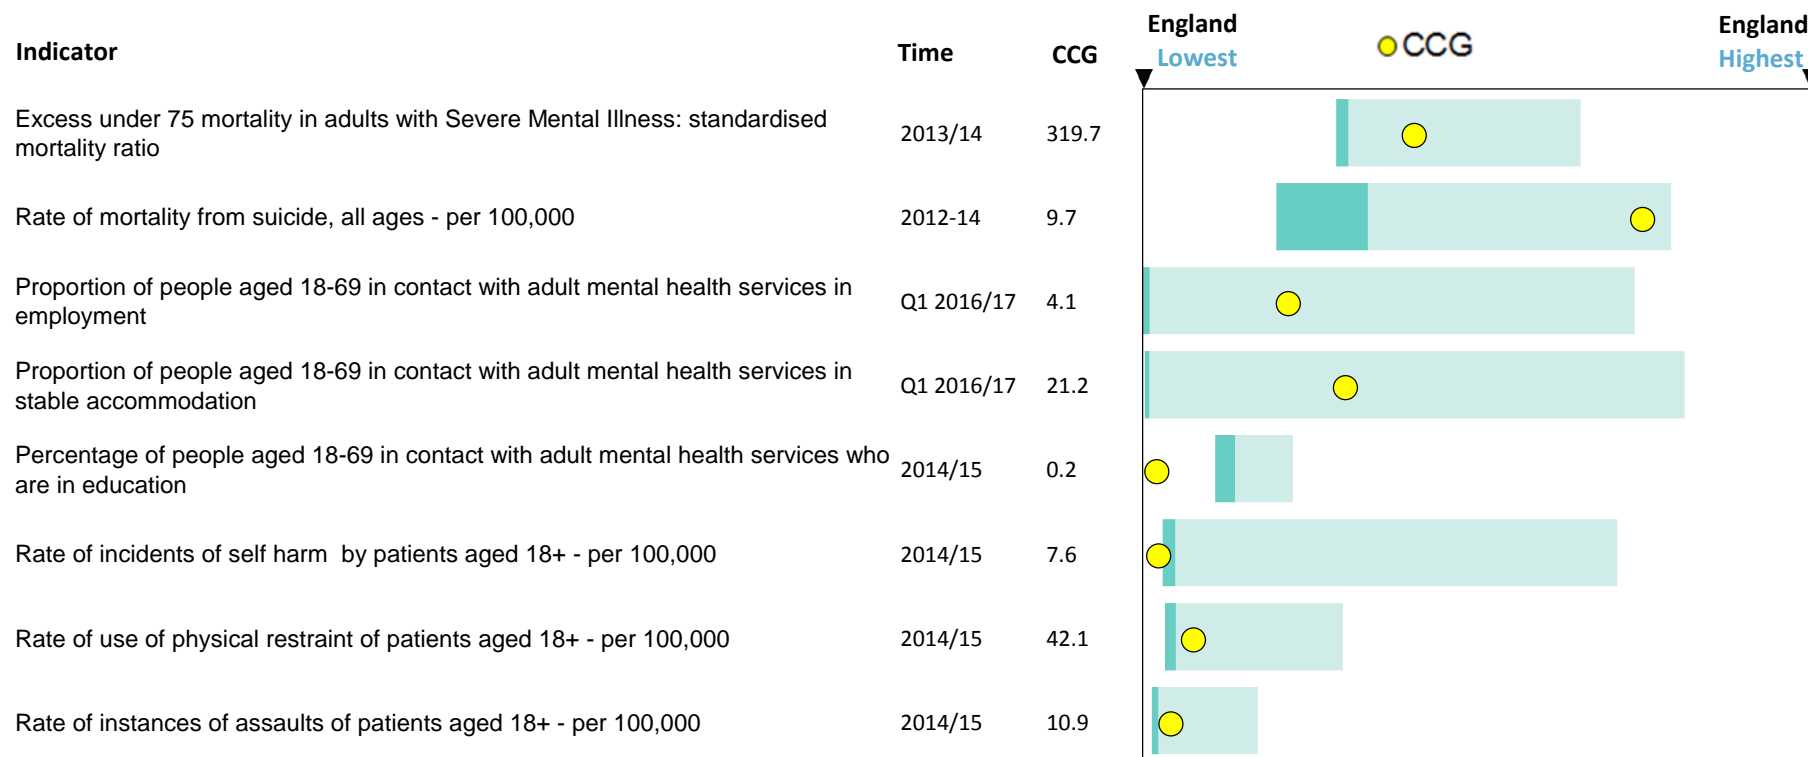 Indicator Time CCG England Lowest CCG England Highest
Excess under 75 mortality in adults with Severe Mental Illness: standardised
mortality ratio
2013/14 319.7
Rate of mortality from suicide, all ages - per 100,000 2012-14 9.7
Proportion of people aged 18-69 in contact with adult mental health services in
employment
Q1 2016/17 4.1
Proportion of people aged 18-69 in contact with adult mental health services in
stable accommodation
Q1 2016/17 21.2
Percentage of people aged 18-69 in contact with adult mental health services who
are in education
2014/15 0.2
Rate of incidents of self harm  by patients aged 18+ - per 100,000 2014/15 7.6
Rate of use of physical restraint of patients aged 18+ - per 100,000 2014/15 42.1
Rate of instances of assaults of patients aged 18+ - per 100,000 2014/15 10.9